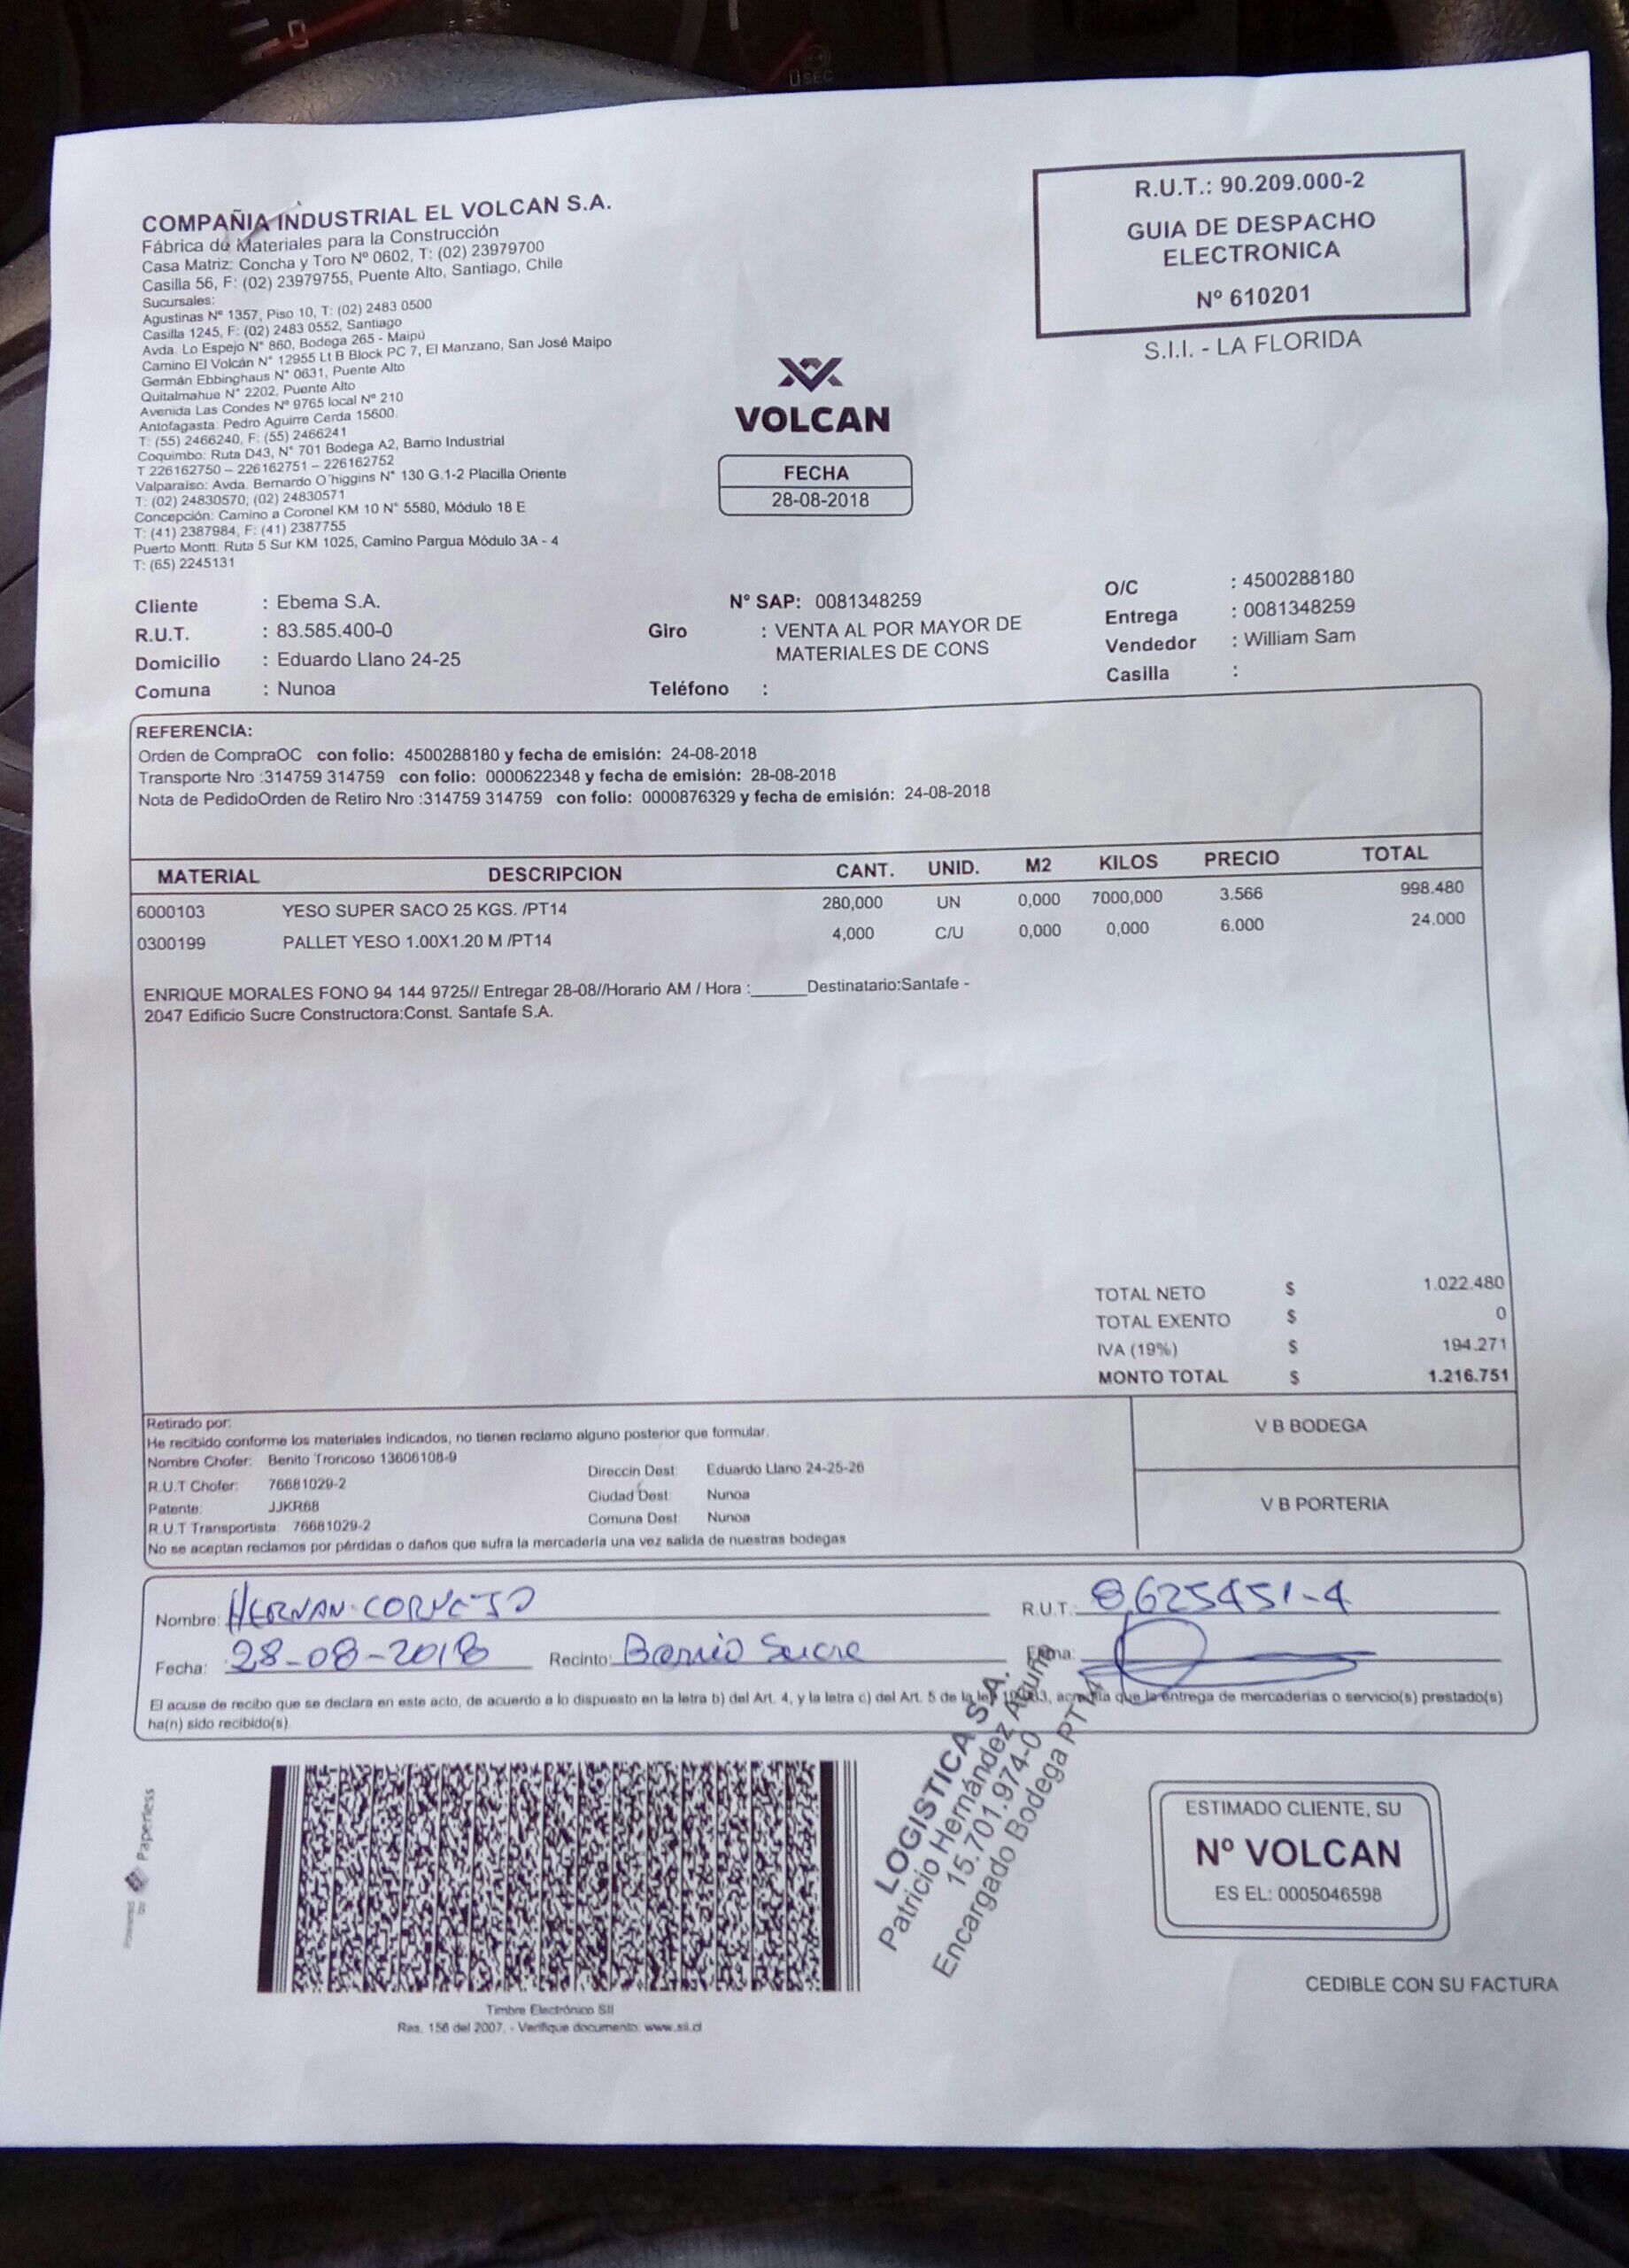 COMPAÑIA INDUSTRIAL EL VOLCAN S.A.
Fábrica de Materiales para la Construcción
Casa Matriz: Concha y Toro Nº 0602, T: (02) 23979700
Casilla 56, F: (02) 23979755, Puente Alto, Santiago, Chile
Sucursales:
Agustinas Nº 1357, Piso 10, T: (02) 2483 0500
Casilla 1245, F: (02) 2483 0552, Santiago
Avda. Lo Espejo N° 860, Bodega 265 - Maipú
Camino El Volcán N° 12955 Lt B Block PC 7, El Manzano, San José Maipo
Germán Ebbinghaus N° 0631, Puente Alto
Quitalmahue N° 2202, Puente Alto
Avenida Las Condes Nº 9765 local Nº 210
Antofagasta: Pedro Aguirre Cerda 15600.
T: (55) 2466240, F: (55) 2466241
Coquimbo: Ruta D43, N° 701 Bodega A2, Barrio Industrial
T 226162750 – 226162751 – 226162752
Valparaiso: Avda. Bernardo O´higgins N° 130 G.1-2 Placilla Oriente
T: (02) 24830570; (02) 24830571
Concepción: Camino a Coronel KM 10 N° 5580, Módulo 18 E
T: (41) 2387984, F: (41) 2387755
Puerto Montt: Ruta 5 Sur KM 1025, Camino Pargua Módulo 3A - 4
T: (65) 2245131
R.U.T.: 90.209.000-2
GUIA DE DESPACHO
ELECTRONICA
Nº 610201
S.I.I. - LA FLORIDA
VOLCAN
FECHA
28-08-2018
Cliente : Ebema S.A.
R.U.T. : 83.585.400-0
Domicilio : Eduardo Llano 24-25
Comuna : Nunoa
Nº SAP: 0081348259
Giro : VENTA AL POR MAYOR DE
MATERIALES DE CONS
Teléfono :
O/C : 4500288180
Entrega : 0081348259
Vendedor : William Sam
Casilla :
REFERENCIA:
Orden de CompraOC con folio: 4500288180 y fecha de emisión: 24-08-2018
Transporte Nro :314759 314759 con folio: 0000622348 y fecha de emisión: 28-08-2018
Nota de PedidoOrden de Retiro Nro :314759 314759 con folio: 0000876329 y fecha de emisión: 24-08-2018
MATERIAL DESCRIPCION CANT. UNID. M2 KILOS PRECIO TOTAL
6000103 YESO SUPER SACO 25 KGS. /PT14 280,000 UN 0,000 7000,000 3.566 998.480
0300199 PALLET YESO 1.00X1.20 M /PT14 4,000 C/U 0,000 0,000 6.000 24.000
ENRIQUE MORALES FONO 94 144 9725// Entregar 28-08//Horario AM / Hora :______Destinatario:Santafe -
2047 Edificio Sucre Constructora:Const. Santafe S.A.
TOTAL NETO $ 1.022.480
TOTAL EXENTO $ 0
IVA (19%) $ 194.271
MONTO TOTAL $ 1.216.751
Retirado por:
He recibido conforme los materiales indicados, no tienen reclamo alguno posterior que formular.
Nombre Chofer: Benito Troncoso 13606108-9
R.U.T Chofer: 76681029-2
Patente: JJKR68
R.U.T Transportista: 76681029-2
Direccin Dest: Eduardo Llano 24-25-26
Ciudad Dest: Nunoa
Comuna Dest: Nunoa
No se aceptan reclamos por pérdidas o daños que sufra la mercadería una vez salida de nuestras bodegas
V B BODEGA
V B PORTERIA
Nombre: HERNAN CORNEJO R.U.T.: 8.625451-4
Fecha: 28-08-2018 Recinto: Barrio Sucre Firma:
El acuse de recibo que se declara en este acto, de acuerdo a lo dispuesto en la letra b) del Art. 4, y la letra c) del Art. 5 de la ley acredita que la entrega de mercaderías o servicio(s) prestado(s)
ha(n) sido recibido(s).
LOGISTICA S.A.
Patricio Hernández Acuña
15.701.974-0
Encargado Bodega PT14
Powered by Paperless
Timbre Electrónico SII
Res. 156 del 2007. - Verifique documento: www.sii.cl
ESTIMADO CLIENTE, SU
Nº VOLCAN
ES EL: 0005046598
CEDIBLE CON SU FACTURA